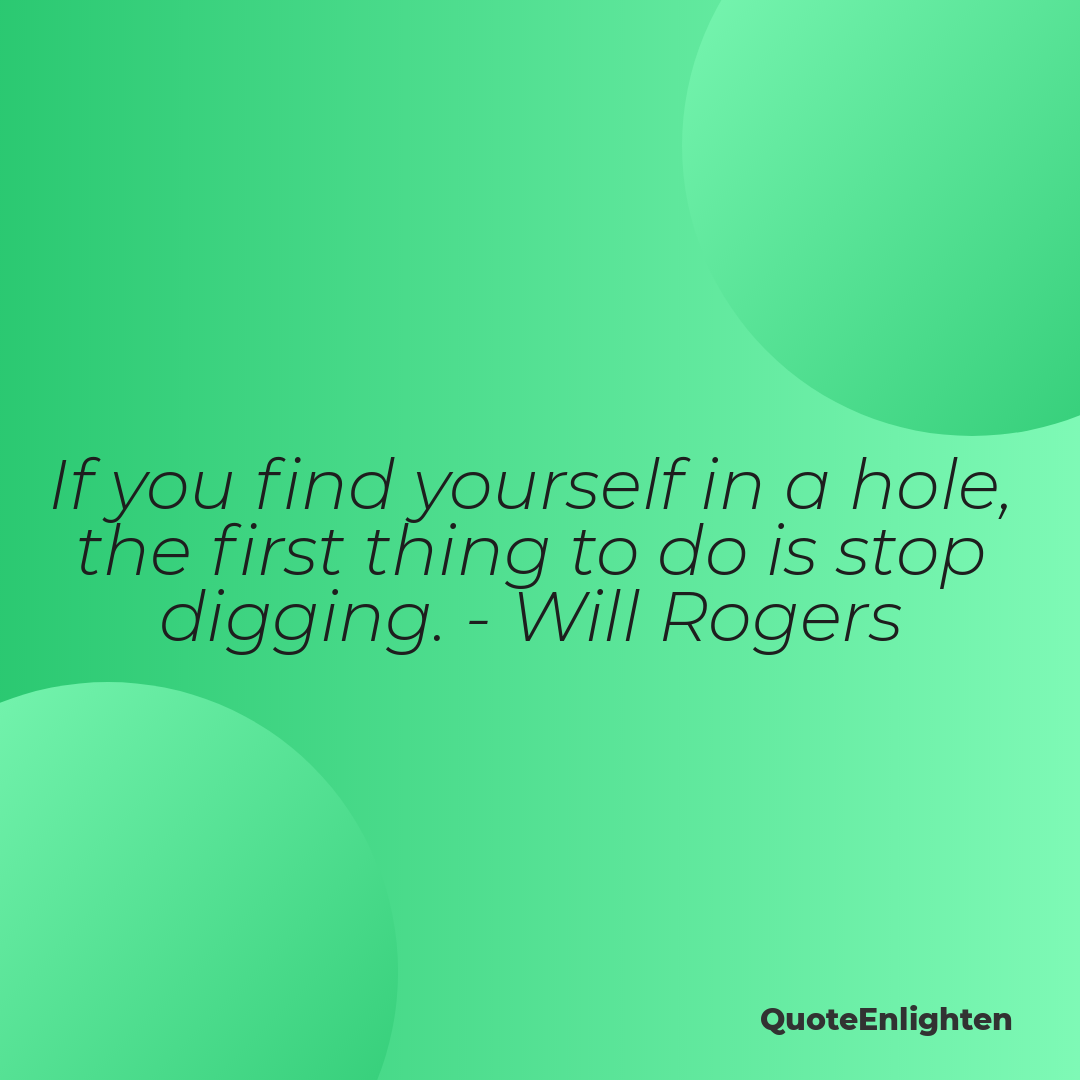 If you find yourself in a hole,
the first thing to do is stop
digging. - Will Rogers
QuoteEnlighten